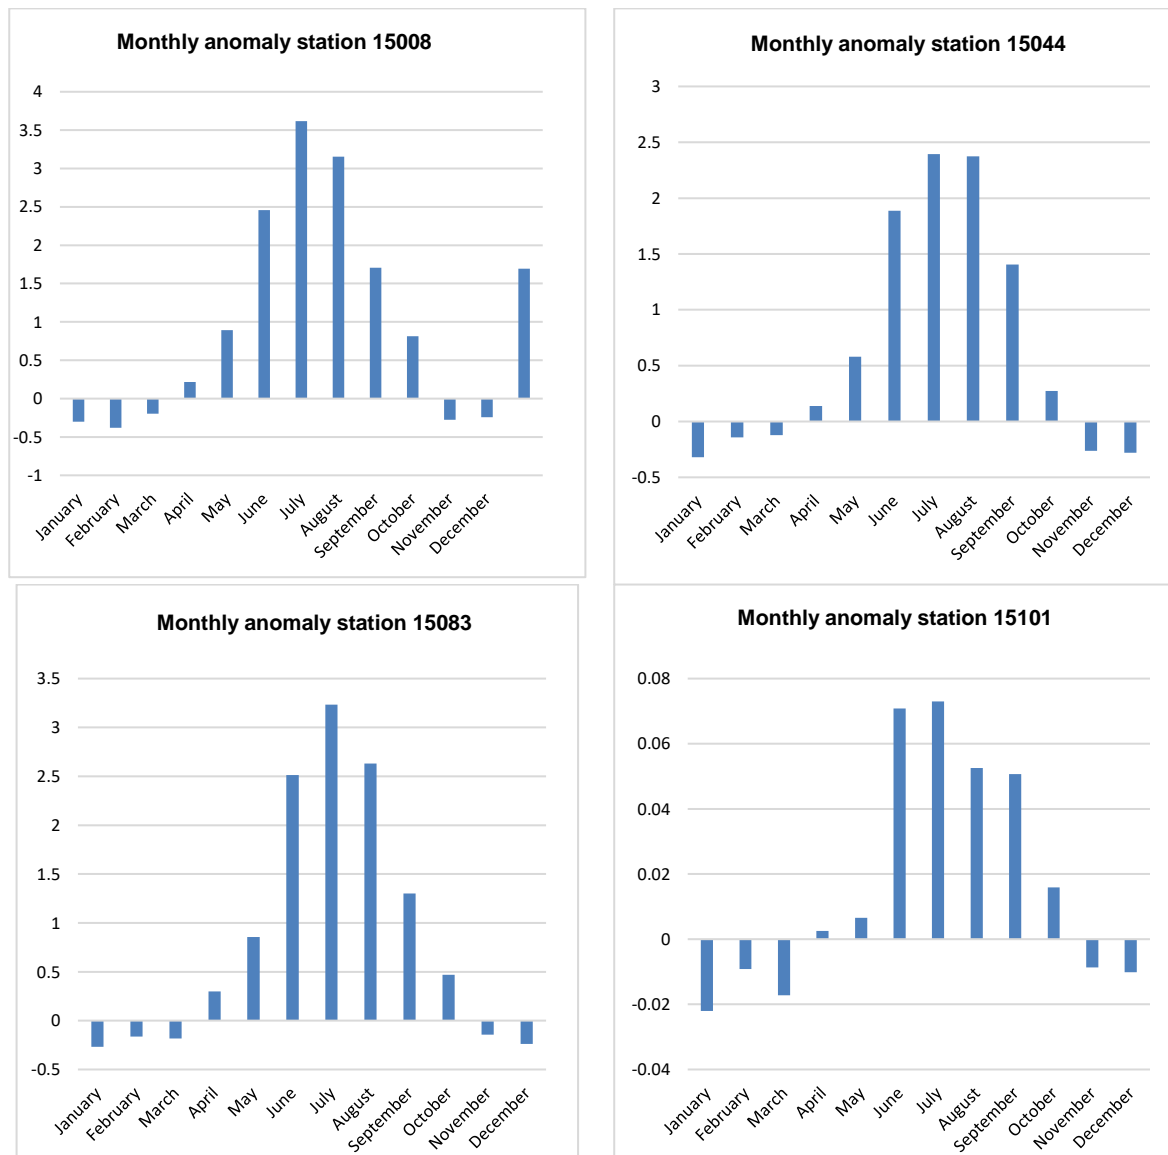 Monthly anomaly station 15008
4
3.5
3
2.5
2
1.5
1
0.5
0
-0.5
-1
January
February
March
April
May
June
July
August
September
October
November
December
Monthly anomaly station 15044
3
2.5
2
1.5
1
0.5
0
-0.5
January
February
March
April
May
June
July
August
September
October
November
December
Monthly anomaly station 15083
3.5
3
2.5
2
1.5
1
0.5
0
-0.5
January
February
March
April
May
June
July
August
September
October
November
December
Monthly anomaly station 15101
0.08
0.06
0.04
0.02
0
-0.02
-0.04
January
February
March
April
May
June
July
August
September
October
November
December